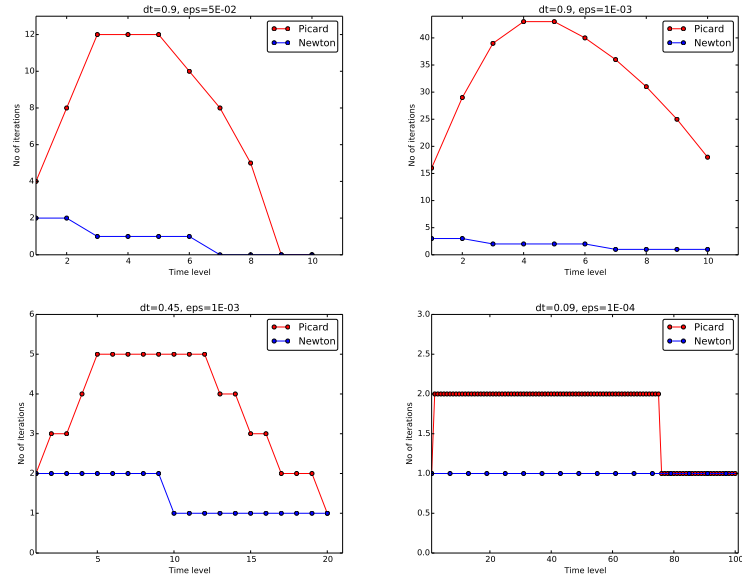 dt=0.9, eps=5E-02
12
10
8
6
4
2
0
2 4 6 8 10
No of iterations
Time level
Picard
Newton
dt=0.9, eps=1E-03
40
35
30
25
20
15
10
5
0
2 4 6 8 10
No of iterations
Time level
Picard
Newton
dt=0.45, eps=1E-03
6
5
4
3
2
1
0
5 10 15 20
No of iterations
Time level
Picard
Newton
dt=0.09, eps=1E-04
3.0
2.5
2.0
1.5
1.0
0.5
0.0
20 40 60 80 100
No of iterations
Time level
Picard
Newton